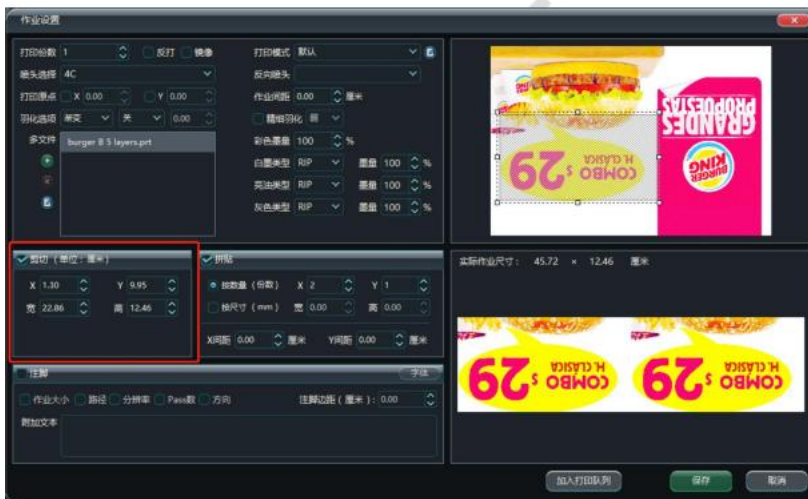 作业设置
打印份数 1 反打 镜像 打印模式 默认
喷头选择 4C 反向喷头
打印原点 X 0.00 Y 0.00 作业间距 0.00 厘米
羽化选项 渐变 关 0.00 精细羽化 弱
多文件 burger B 5 layers.prt 彩色墨量 100 %
白墨类型 RIP 墨量 100 %
亮油类型 RIP 墨量 100 %
灰色类型 RIP 墨量 100 %
PROPUESTAS
GRANDES
BURGER
KING
H. CLÁSICA
COMBO $29
剪切（单位：厘米） 拼贴
X 1.30 Y 9.95 按数量（份数） X 2 Y 1
宽 22.86 高 12.46 按尺寸（mm） 宽 0.00 高 0.00
X间距 0.00 厘米 Y间距 0.00 厘米
实际作业尺寸： 45.72 × 12.46 厘米
H. CLÁSICA H. CLÁSICA
COMBO $29 COMBO $29
注脚 字体
作业大小 路径 分辨率 Pass数 方向 注脚边距（厘米）： 0.00
附加文本
加入打印队列 保存 取消